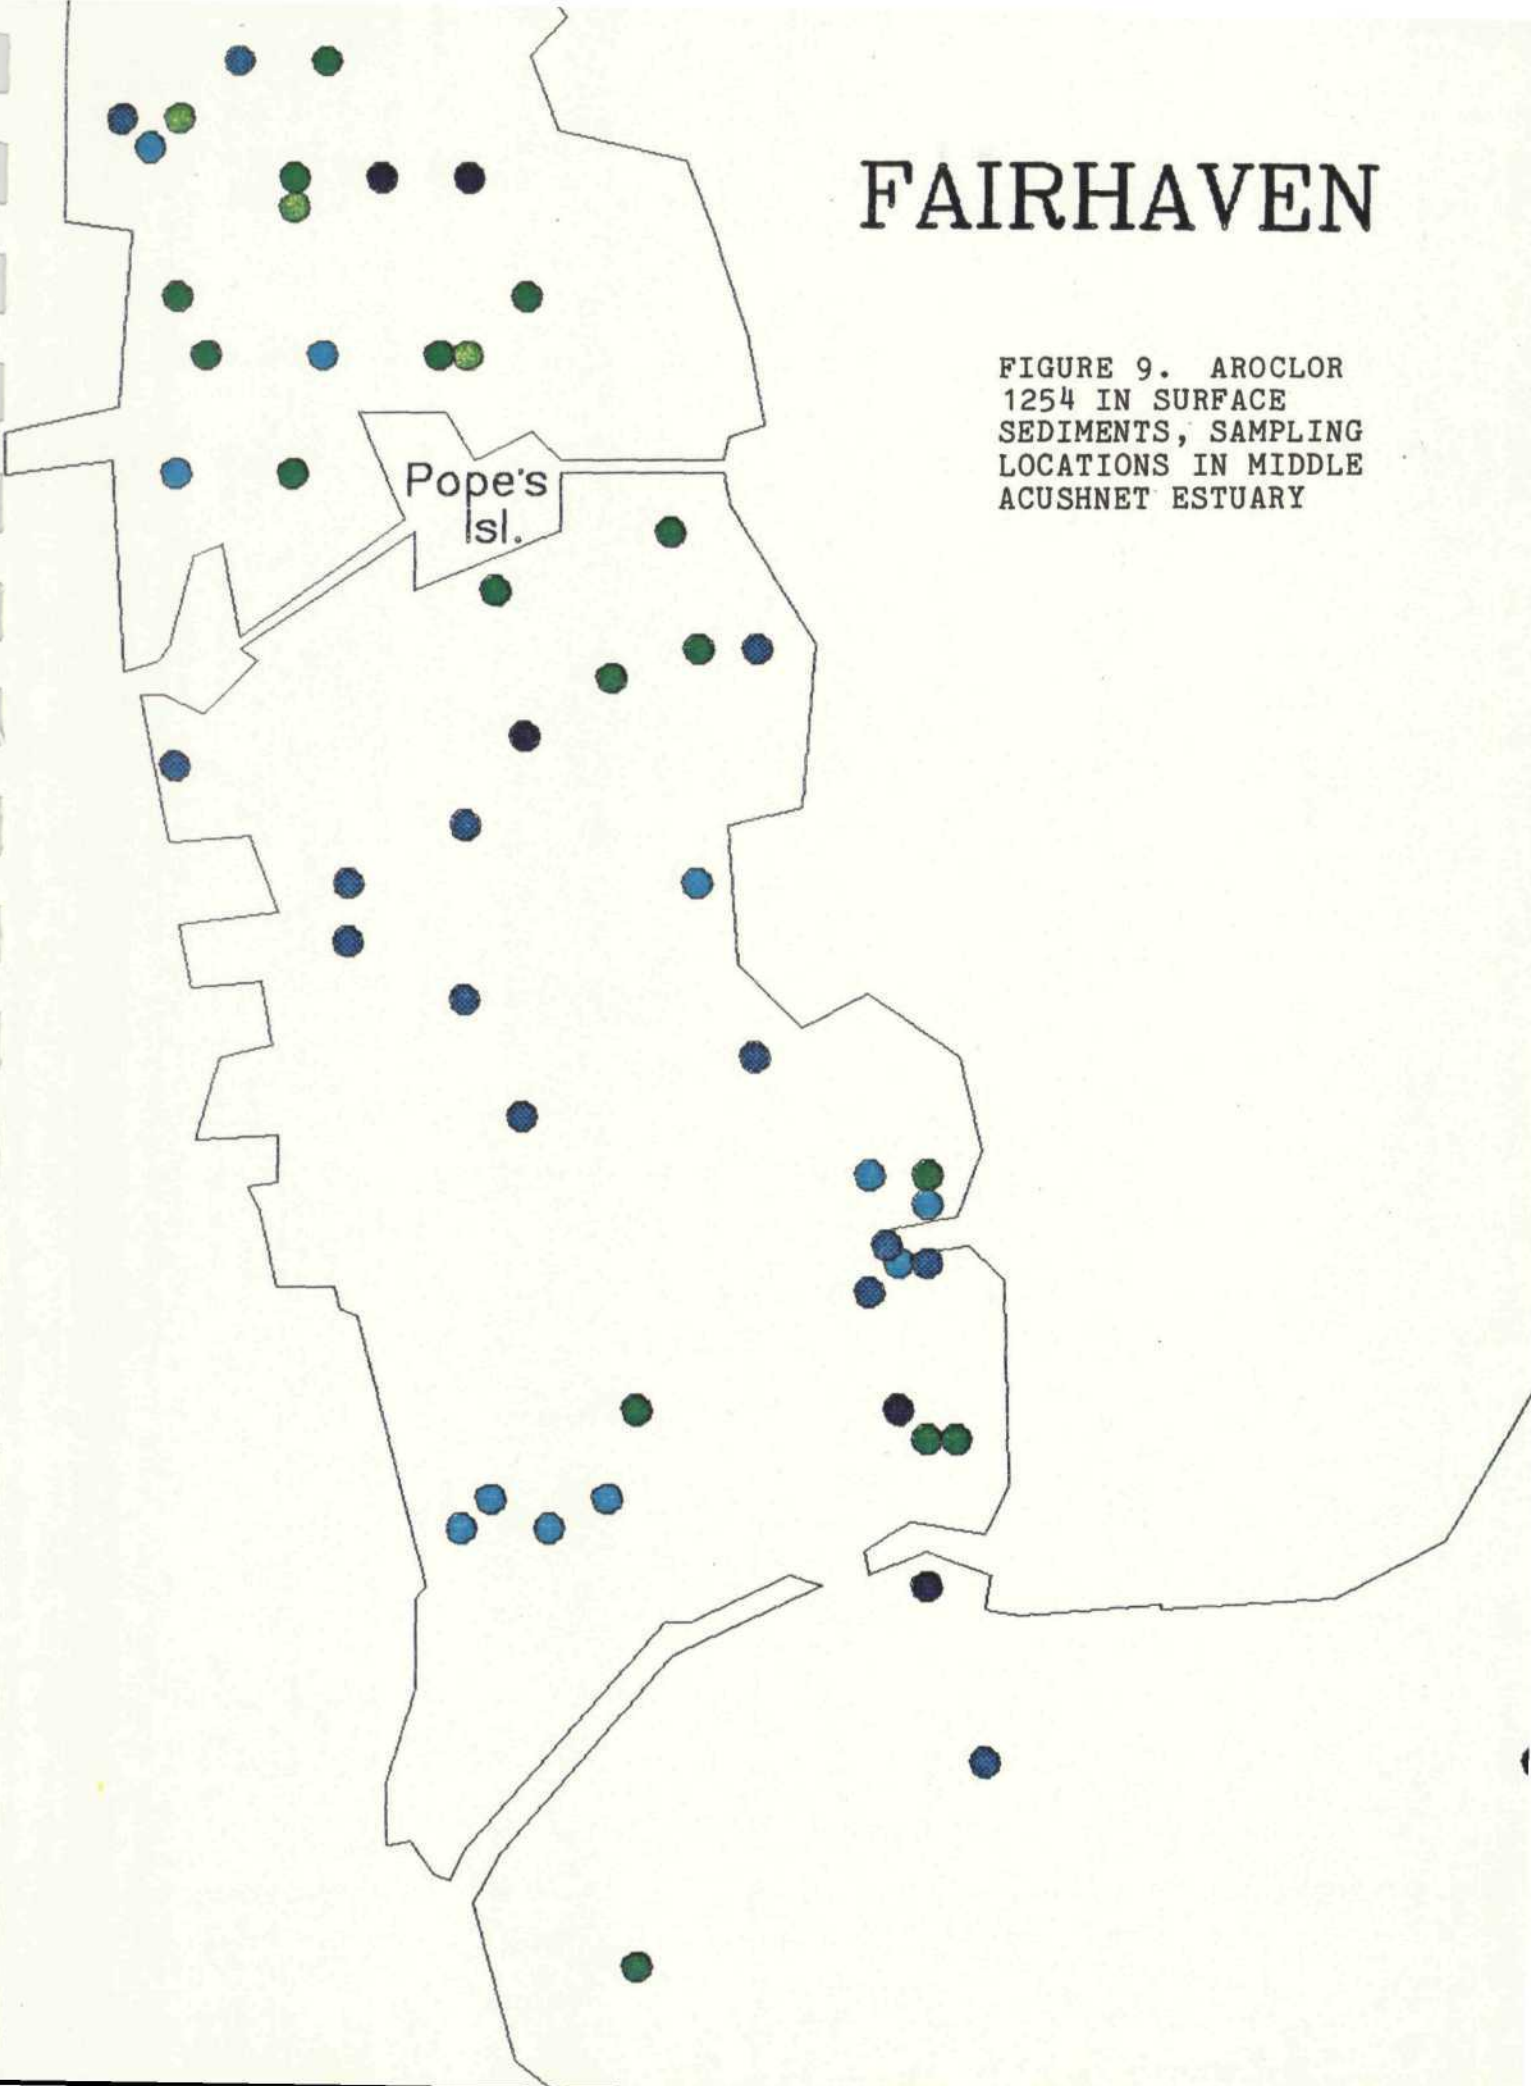 FAIRHAVEN
FIGURE 9. AROCLOR
1254 IN SURFACE
SEDIMENTS, SAMPLING
LOCATIONS IN MIDDLE
ACUSHNET ESTUARY
Pope's
Isl.